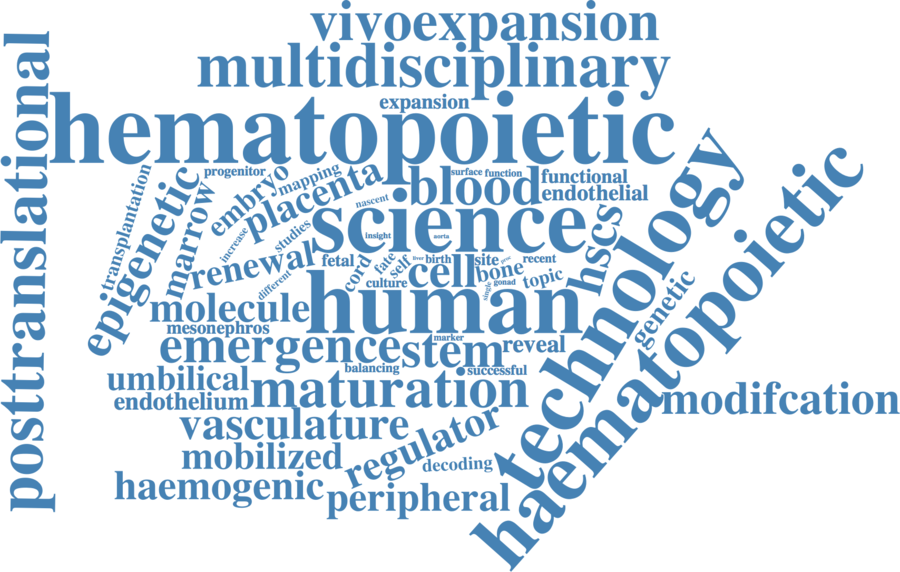 vivoexpansion
multidisciplinary
expansion
hematopoietic
posttranslational
transplantation
epigenetic
marrow
progenitor
embryo
mapping
placenta
nascent
increase
studies
blood
surface
function
functional
endothelial
science
insight
aorta
renewal
different
fetal
cord
fate
self
liver
birth
culture
cell
site
bone
single
gonad
recent
topic
hscs
technology
haematopoietic
genetic
molecule
mesonephros
human
emergence
stem
marker
reveal
balancing
successful
umbilical
endothelium
maturation
modifcation
vasculature
regulator
mobilized
decoding
haemogenic
peripheral